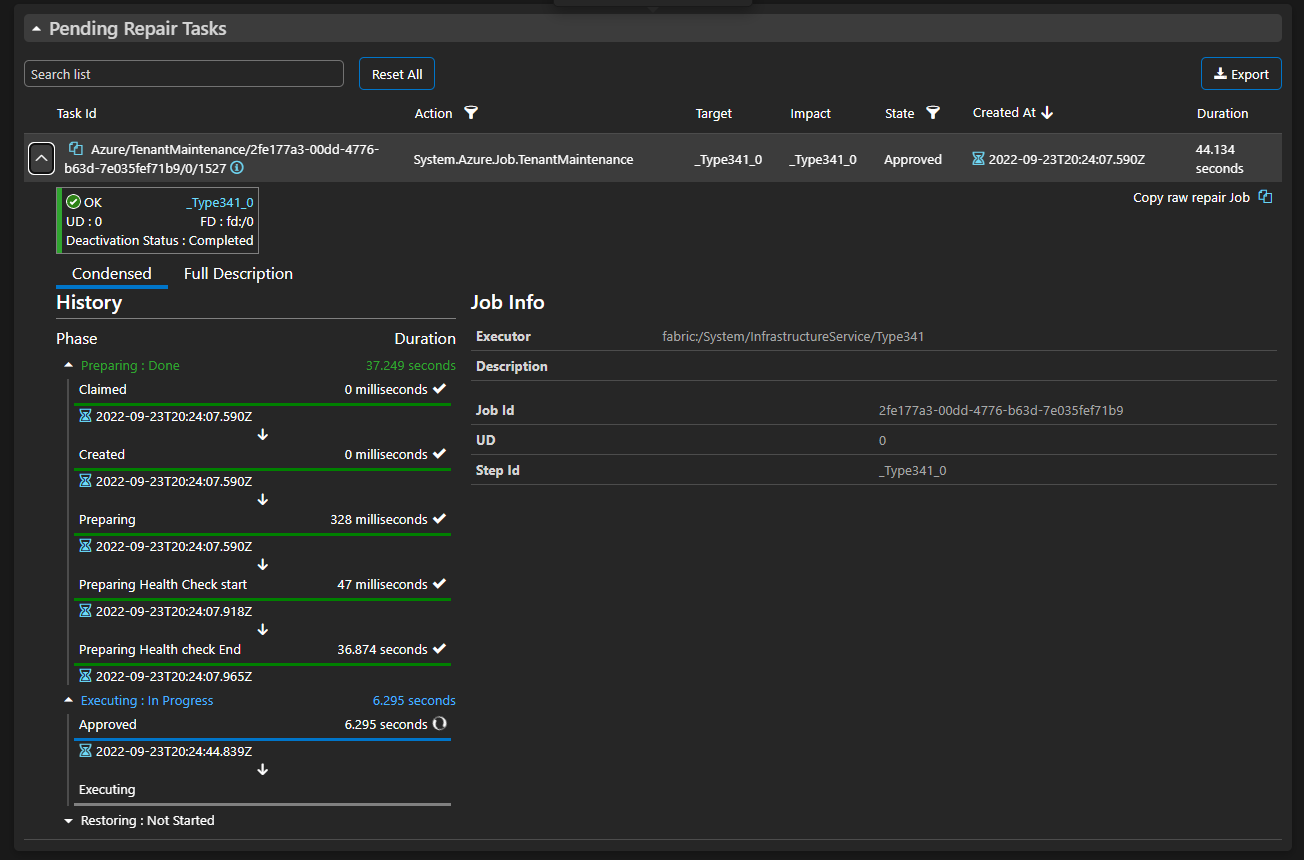 Pending Repair Tasks
Search list
Reset All
Export
Task Id
Action
Target
Impact
State
Created At
Duration
Azure/TenantMaintenance/2fe177a3-00dd-4776-
b63d-7e035fef71b9/0/1527
System.Azure.Job.TenantMaintenance
_Type341_0
_Type341_0
Approved
2022-09-23T20:24:07.590Z
44.134
seconds
OK _Type341_0
UD : 0 FD : fd:/0
Deactivation Status : Completed
Copy raw repair Job
Condensed
Full Description
History
Phase Duration
Preparing : Done 37.249 seconds
Claimed 0 milliseconds
2022-09-23T20:24:07.590Z
Created 0 milliseconds
2022-09-23T20:24:07.590Z
Preparing 328 milliseconds
2022-09-23T20:24:07.590Z
Preparing Health Check start 47 milliseconds
2022-09-23T20:24:07.918Z
Preparing Health check End 36.874 seconds
2022-09-23T20:24:07.965Z
Executing : In Progress 6.295 seconds
Approved 6.295 seconds
2022-09-23T20:24:44.839Z
Executing
Restoring : Not Started
Job Info
Executor fabric:/System/InfrastructureService/Type341
Description
Job Id 2fe177a3-00dd-4776-b63d-7e035fef71b9
UD 0
Step Id _Type341_0